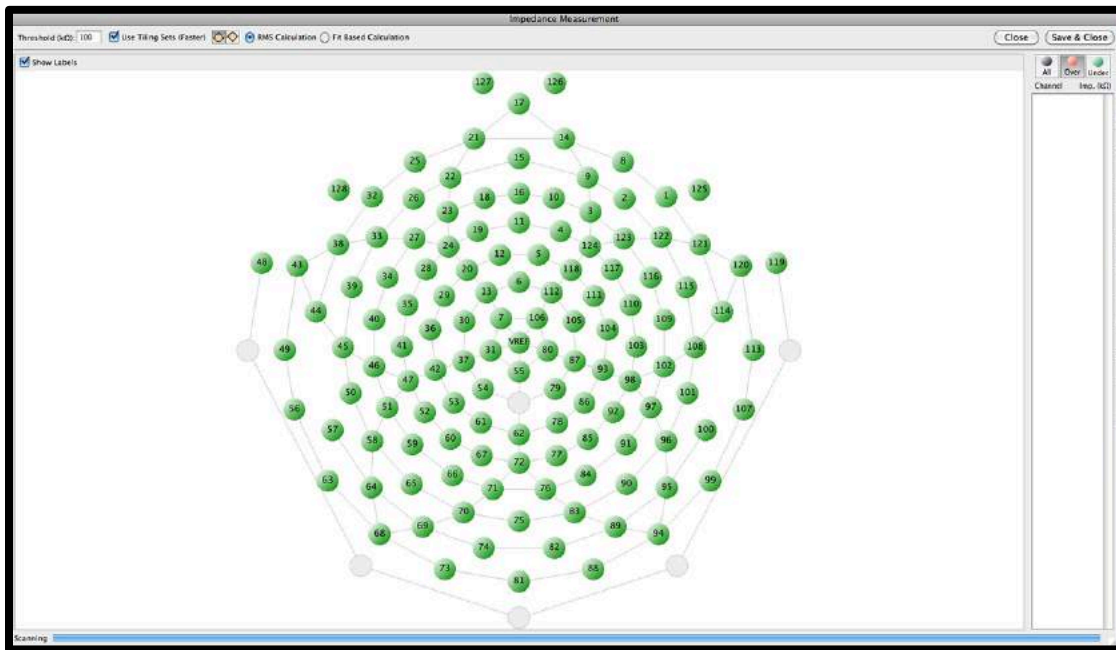 Impedance Measurement
Threshold (kΩ): 100 Use Tiling Sets (Faster) RMS Calculation Fit Based Calculation Close Save & Close
Show Labels
All Over Under
Channel Imp. (kΩ)
127 126
17
21 14
15
25 8
22 9
128 32 26 18 16 10 2 1 125
23 3
19 11 4
38 33 27 24 124 123 122 121
12 5
48 43 28 20 118 117 120 119
34 116
39 29 13 6 112 111 115
44 35 110 114
40 36 30 7 106 105 104 109
49 45 41 31 VREF 80 103 108 113
46 42 37 87 93 102
47 55 98
50 54 79 101
56 51 52 53 86 92 97 107
57 61 62 78 100
58 59 60 85 91 96
67 72 77
63 66 84 99
64 65 71 76 90 95
70 83
68 69 75 89 94
74 82
73 88
81
Scanning